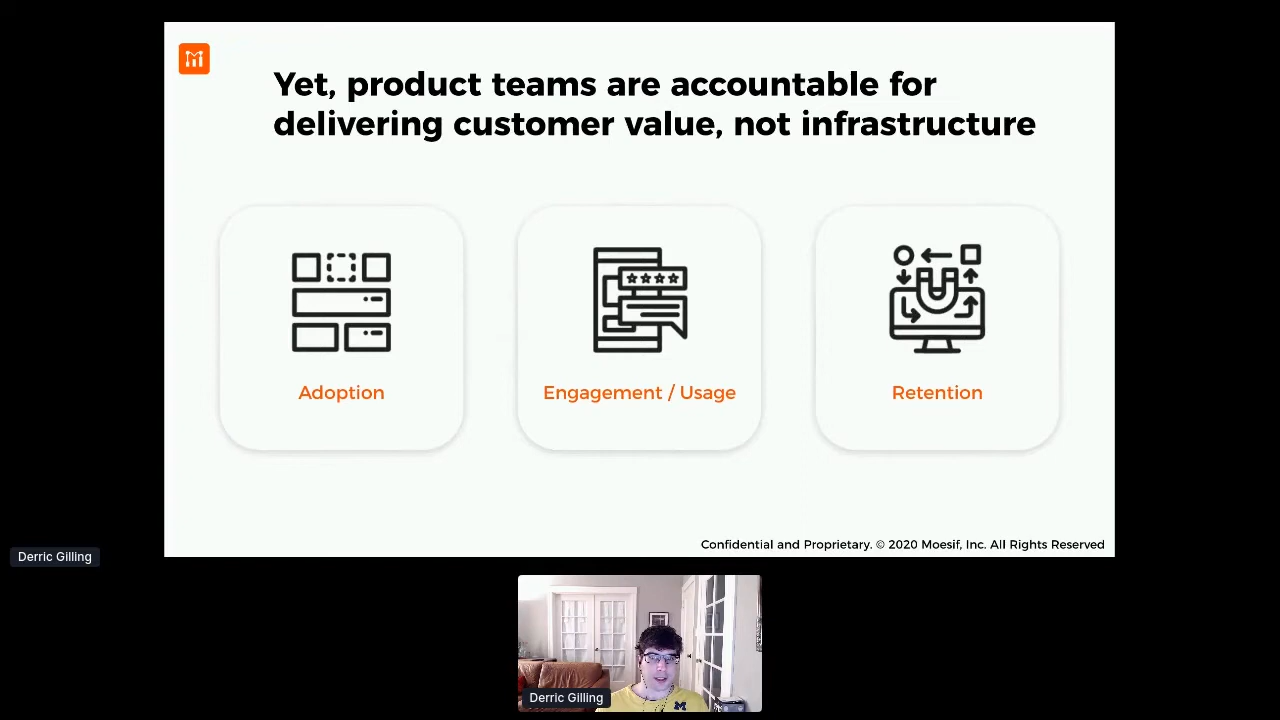 Yet, product teams are accountable for
delivering customer value, not infrastructure
Adoption
Engagement / Usage
Retention
Confidential and Proprietary. © 2020 Moesif, Inc. All Rights Reserved
Derric Gilling
Derric Gilling
M